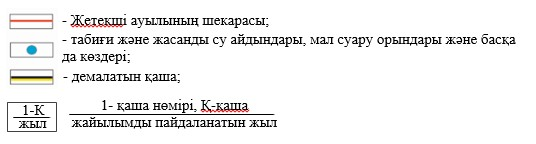 - Жетекші ауылының шекарасы;
- табиғи және жасанды су айдындары, мал суару орындары және басқа
да көздері;
- демалатын қаша;
1-К
жыл
1- қаша нөмірі, Қ-қаша
жайылымды пайдаланатын жыл